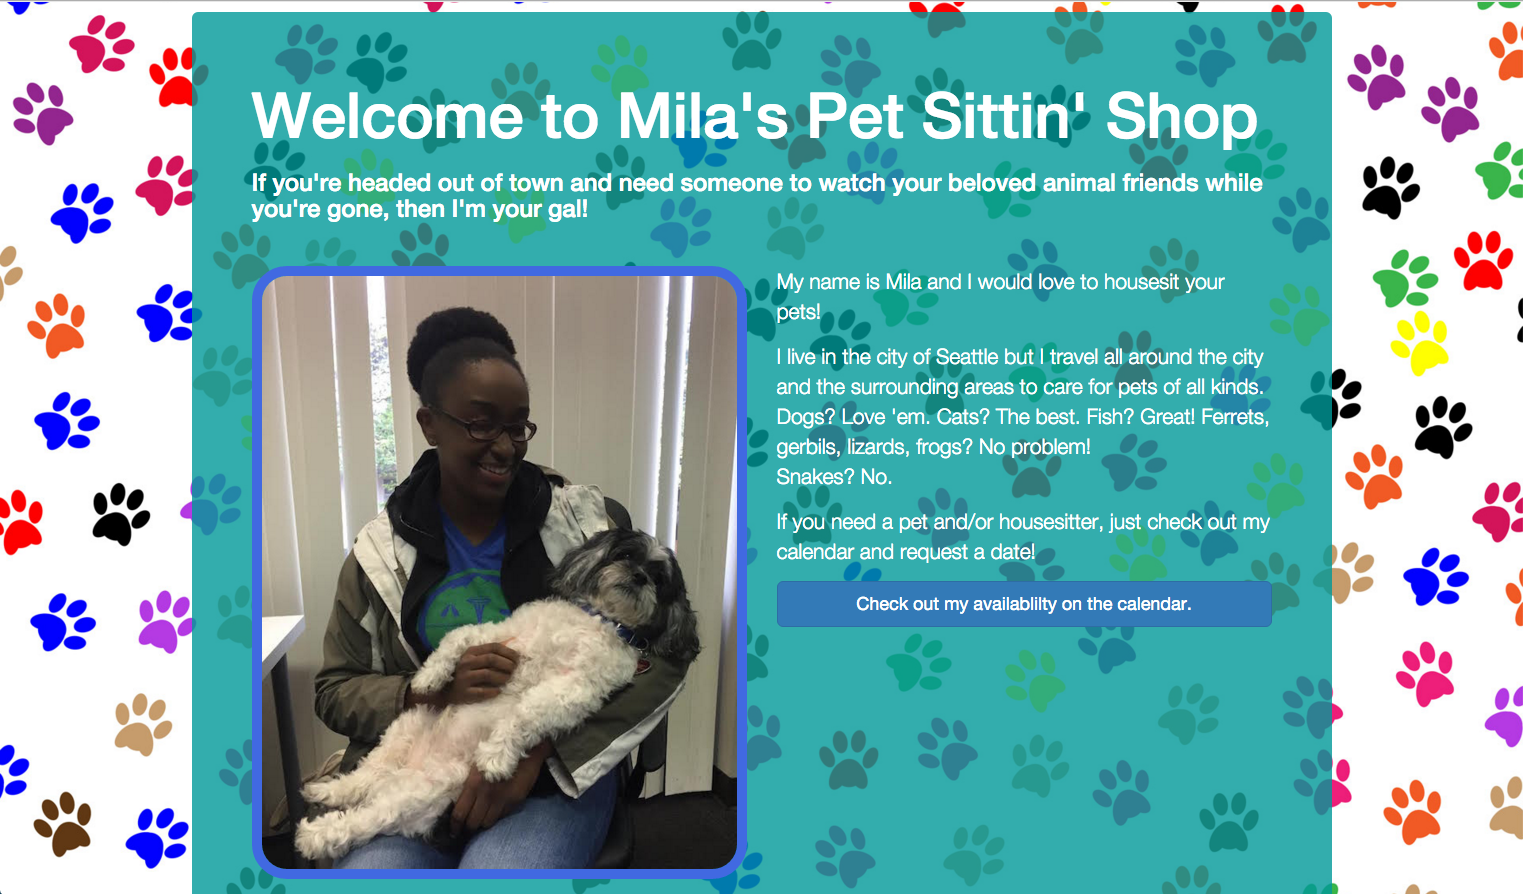 Welcome to Mila's Pet Sittin' Shop
If you're headed out of town and need someone to watch your beloved animal friends while
you're gone, then I'm your gal!
My name is Mila and I would love to housesit your
pets!
I live in the city of Seattle but I travel all around the city
and the surrounding areas to care for pets of all kinds.
Dogs? Love 'em. Cats? The best. Fish? Great! Ferrets,
gerbils, lizards, frogs? No problem!
Snakes? No.
If you need a pet and/or housesitter, just check out my
calendar and request a date!
Check out my availablilty on the calendar.